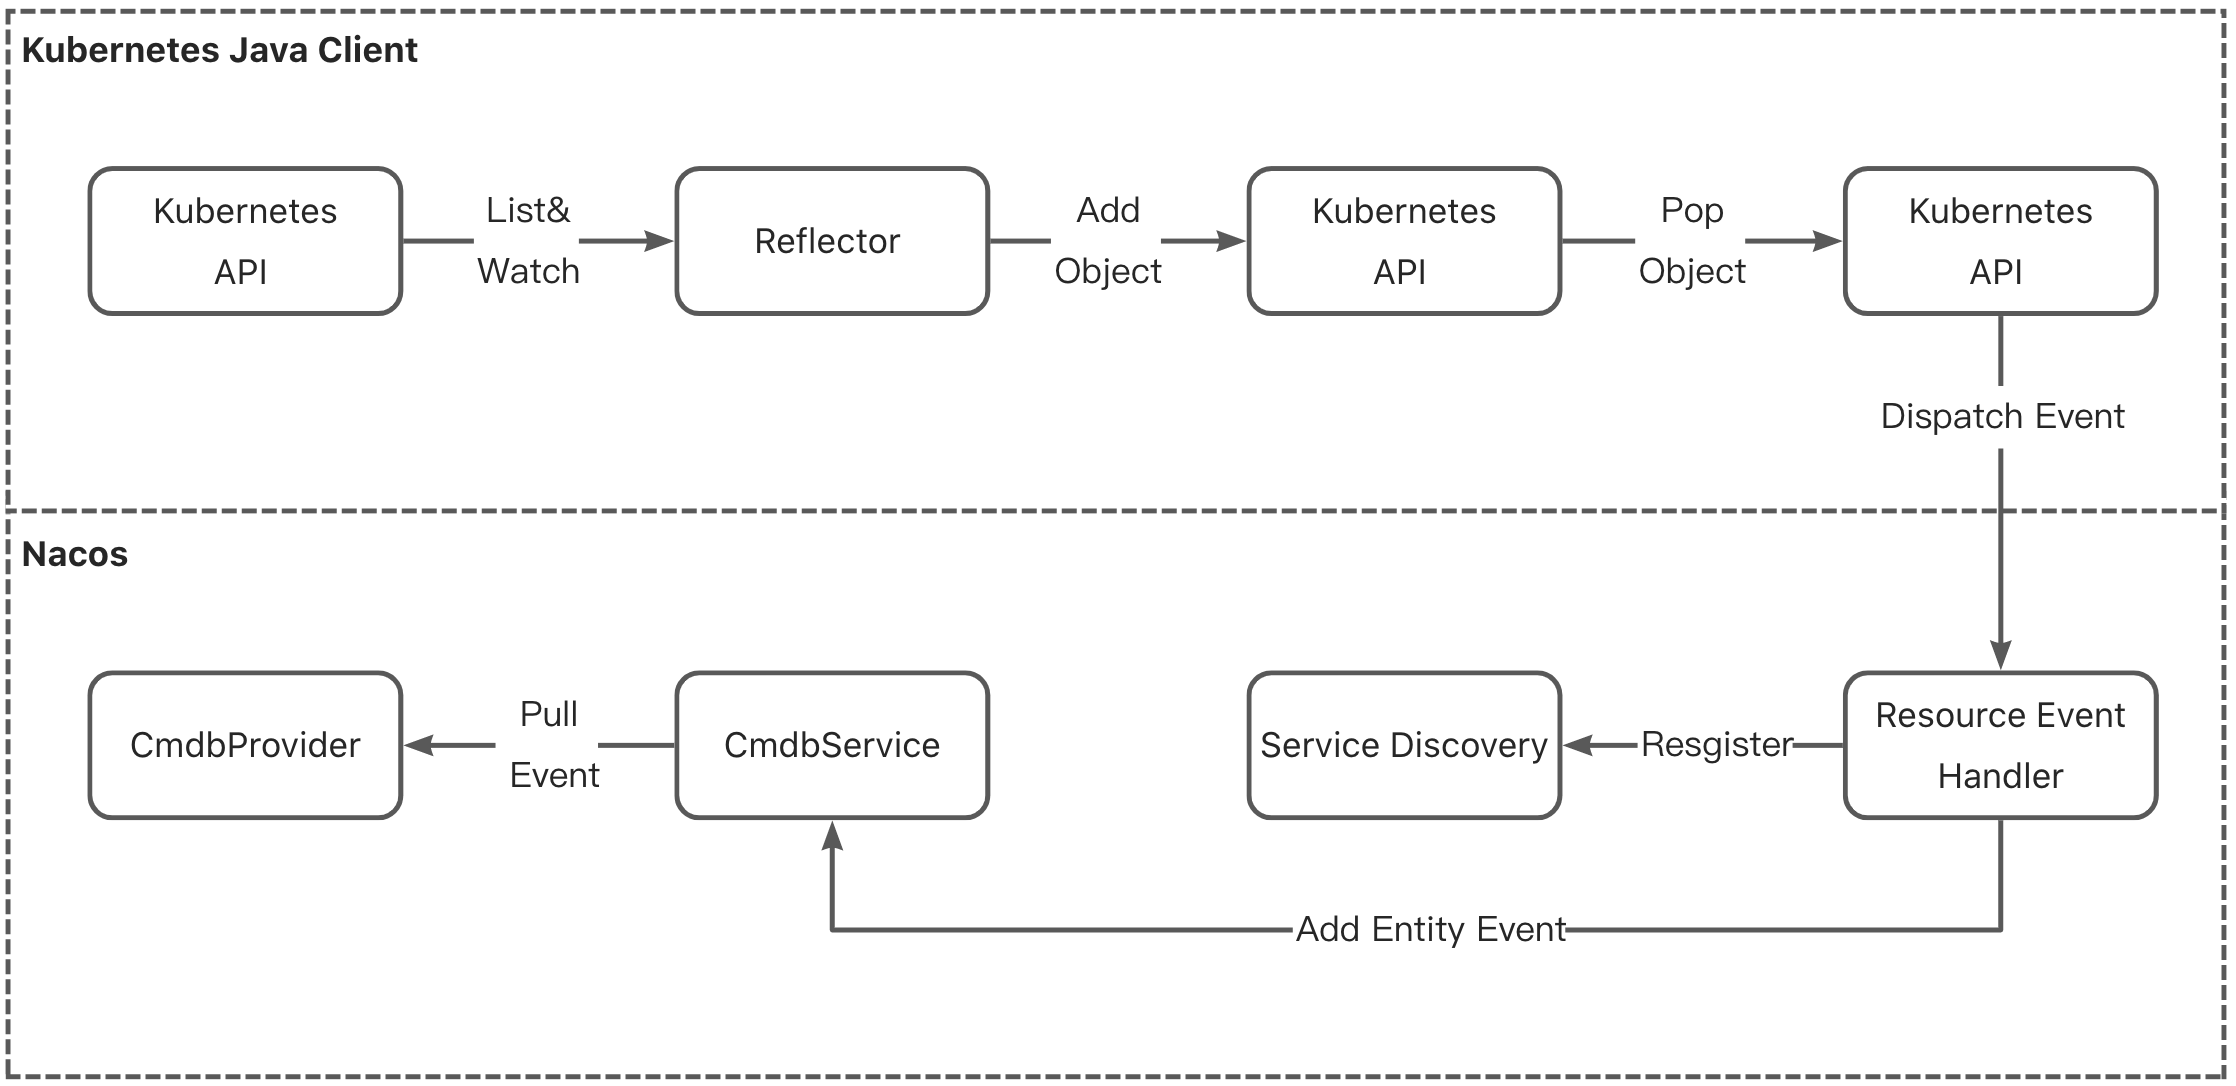 Kubernetes Java Client
Kubernetes
API
List&
Watch
Reflector
Add
Object
Kubernetes
API
Pop
Object
Kubernetes
API
Dispatch Event
Nacos
CmdbProvider
Pull
Event
CmdbService
Service Discovery
Resgister
Resource Event
Handler
Add Entity Event